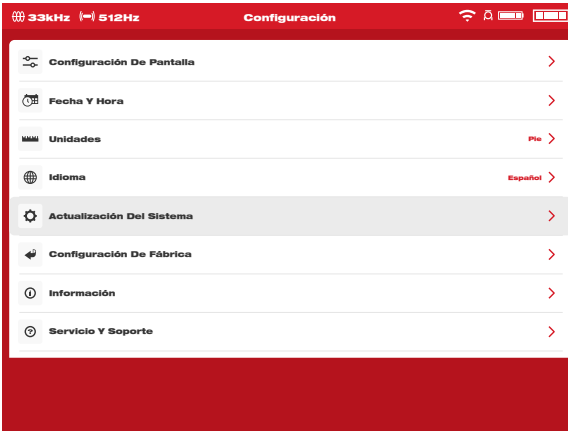 33kHz 512Hz Configuración
Configuración De Pantalla
Fecha Y Hora
Unidades Pie
Idioma Español
Actualización Del Sistema
Configuración De Fábrica
Información
Servicio Y Soporte